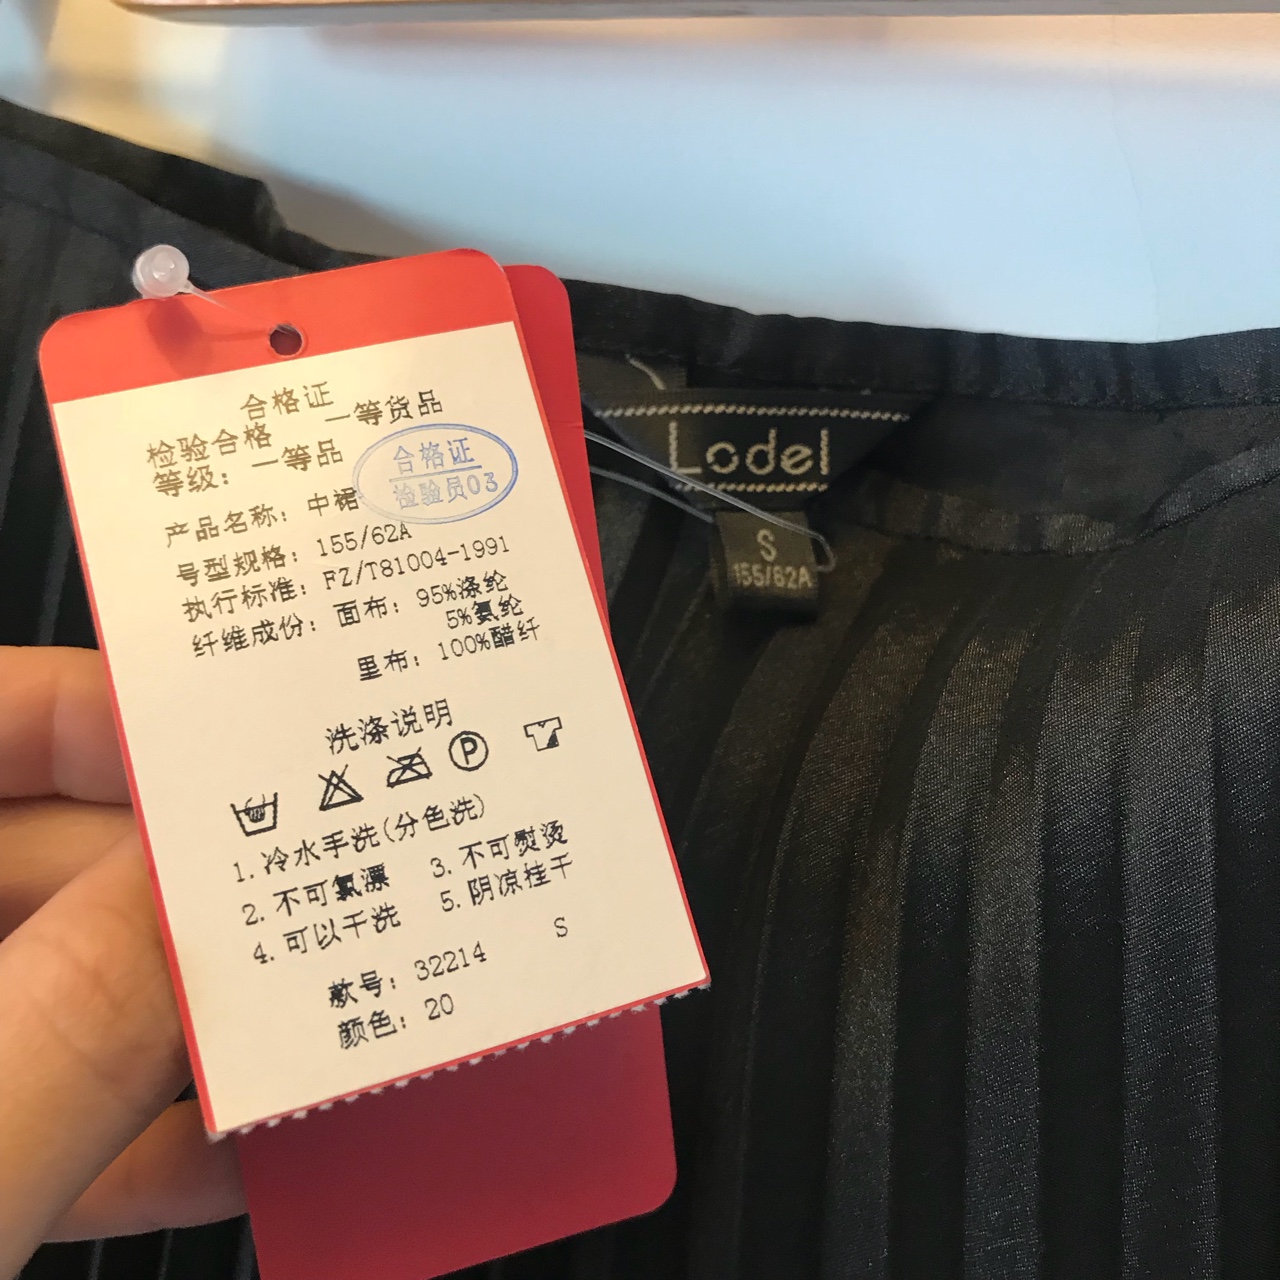 合格证
一等货品
检验合格
等级: 一等品
合格证
检验员03
产品名称: 中裙
号型规格: 155/62A
执行标准: FZ/T81004-1991
纤维成份: 面布: 95%涤纶
5%氨纶
里布: 100%醋纤
洗涤说明
P
1.冷水手洗(分色洗)
2.不可氯漂 3.不可熨烫
4.可以干洗 5.阴凉挂干
款号: 32214 S
颜色: 20
Lodel
S
155/62A